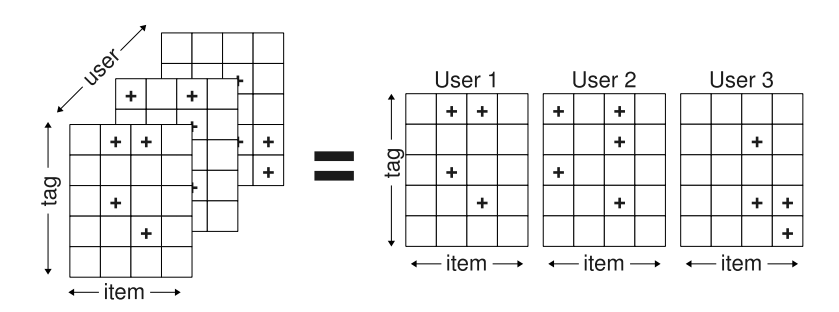 user
tag
item
=
User 1 User 2 User 3
tag
item item item